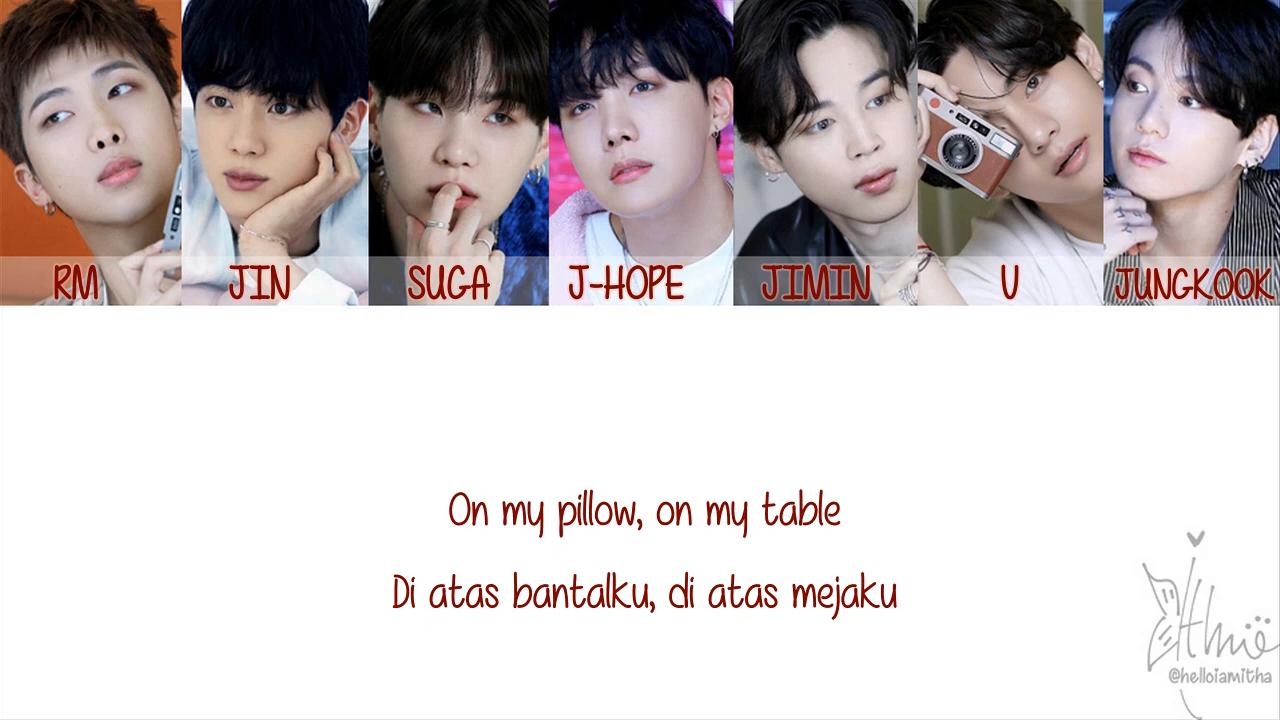 RM JIN SUGA J-HOPE JIMIN V JUNGKOOK
On my pillow, on my table
Di atas bantalku, di atas mejaku
@helloiamitha